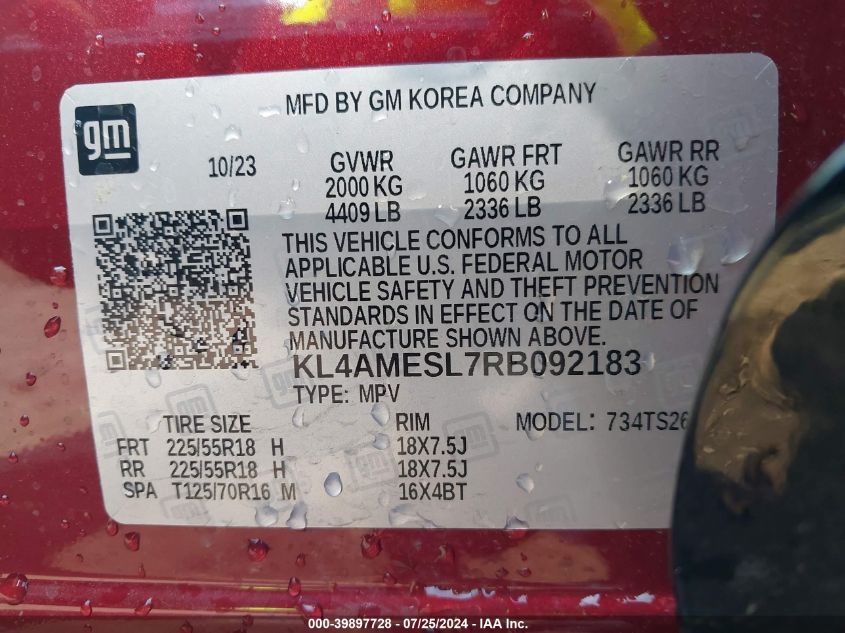 MFD BY GM KOREA COMPANY
gm
10/23
GVWR GAWR FRT GAWR RR
2000 KG 1060 KG 1060 KG
4409 LB 2336 LB 2336 LB
THIS VEHICLE CONFORMS TO ALL
APPLICABLE U.S. FEDERAL MOTOR
VEHICLE SAFETY AND THEFT PREVENTION
STANDARDS IN EFFECT ON THE DATE OF
MANUFACTURE SHOWN ABOVE.
KL4AMESL7RB092183
TYPE: MPV
TIRE SIZE RIM MODEL: 734TS26
FRT 225/55R18 H 18X7.5J
RR 225/55R18 H 18X7.5J
SPA T125/70R16 M 16X4BT
000-39897728 - 07/25/2024 - IAA Inc.